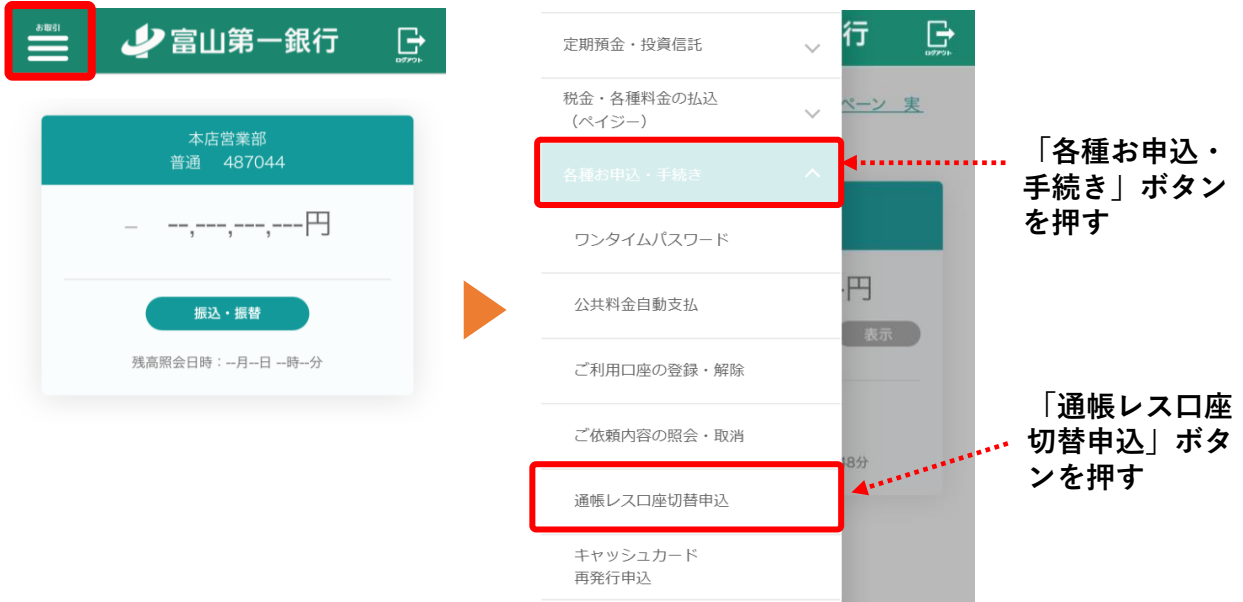 お取引
富山第一銀行
ログアウト
本店営業部
普通 487044
− --,---,---,---円
振込・振替
残高照会日時：--月--日 --時--分
定期預金・投資信託
税金・各種料金の払込
（ペイジー）
各種お申込・手続き
ワンタイムパスワード
公共料金自動支払
ご利用口座の登録・解除
ご依頼内容の照会・取消
通帳レス口座切替申込
キャッシュカード
再発行申込
行
ログアウト
ペーン 実
-円
表示
48分
「各種お申込・
手続き」ボタン
を押す
「通帳レス口座
切替申込」ボタ
ンを押す